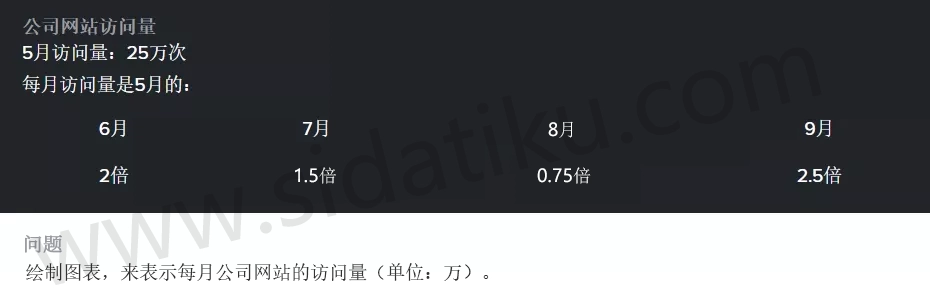 公司网站访问量
5月访问量：25万次
每月访问量是5月的：
6月 7月 8月 9月
2倍 1.5倍 0.75倍 2.5倍
www.sidatiku.com
问题
绘制图表，来表示每月公司网站的访问量（单位：万）。